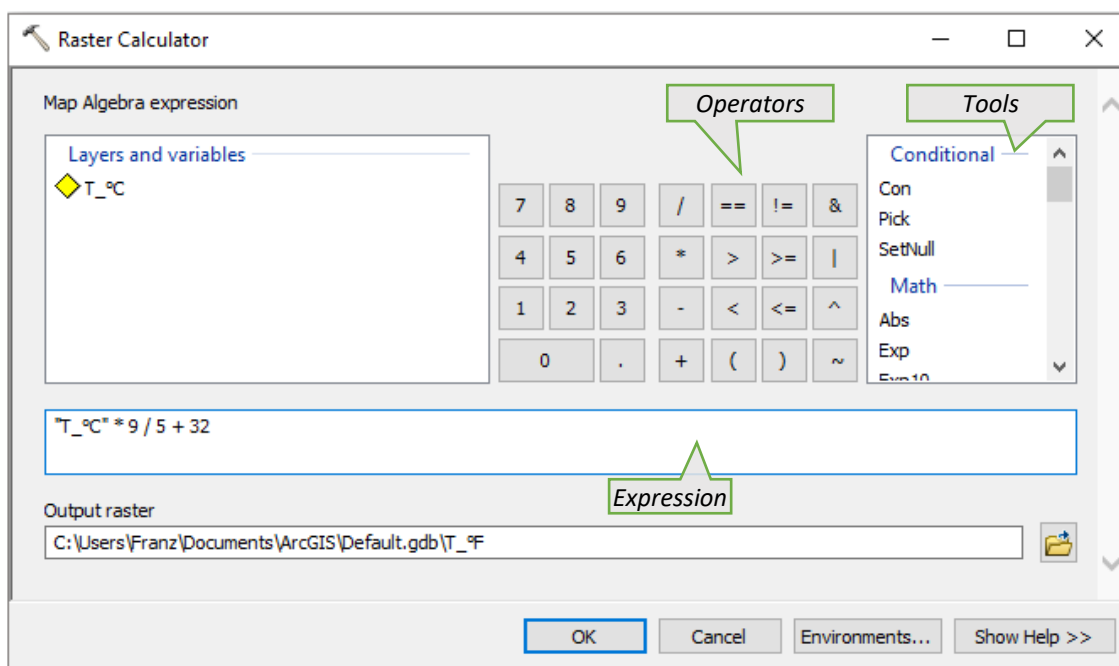 Raster Calculator
Map Algebra expression
Operators
Tools
Layers and variables
T_ºC
7 8 9 / == != &
4 5 6 * > >= |
1 2 3 - < <= ^
0 . + ( ) ~
Conditional
Con
Pick
SetNull
Math
Abs
Exp
Exp10
"T_ºC" * 9 / 5 + 32
Expression
Output raster
C:\Users\Franz\Documents\ArcGIS\Default.gdb\T_ºF
OK Cancel Environments... Show Help >>